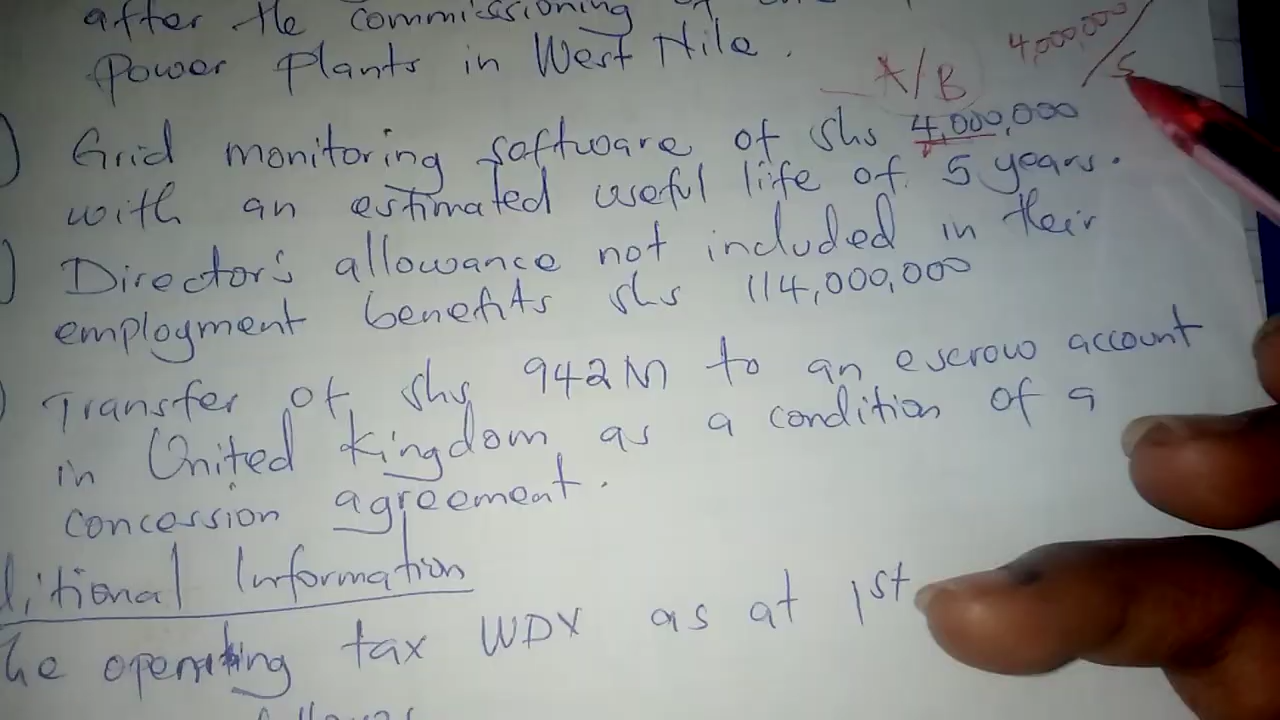 after the commissioning of
Power Plants in West Nile.
A/B
4,000,000/5
) Grid monitoring software of shs 4,000,000
with an estimated useful life of 5 years.
) Director's allowance not included in their
employment benefits shs 114,000,000
) Transfer of shs 942M to an escrow account
in United Kingdom as a condition of a
concession agreement.
ditional Information
he operating tax WDV as at 1st